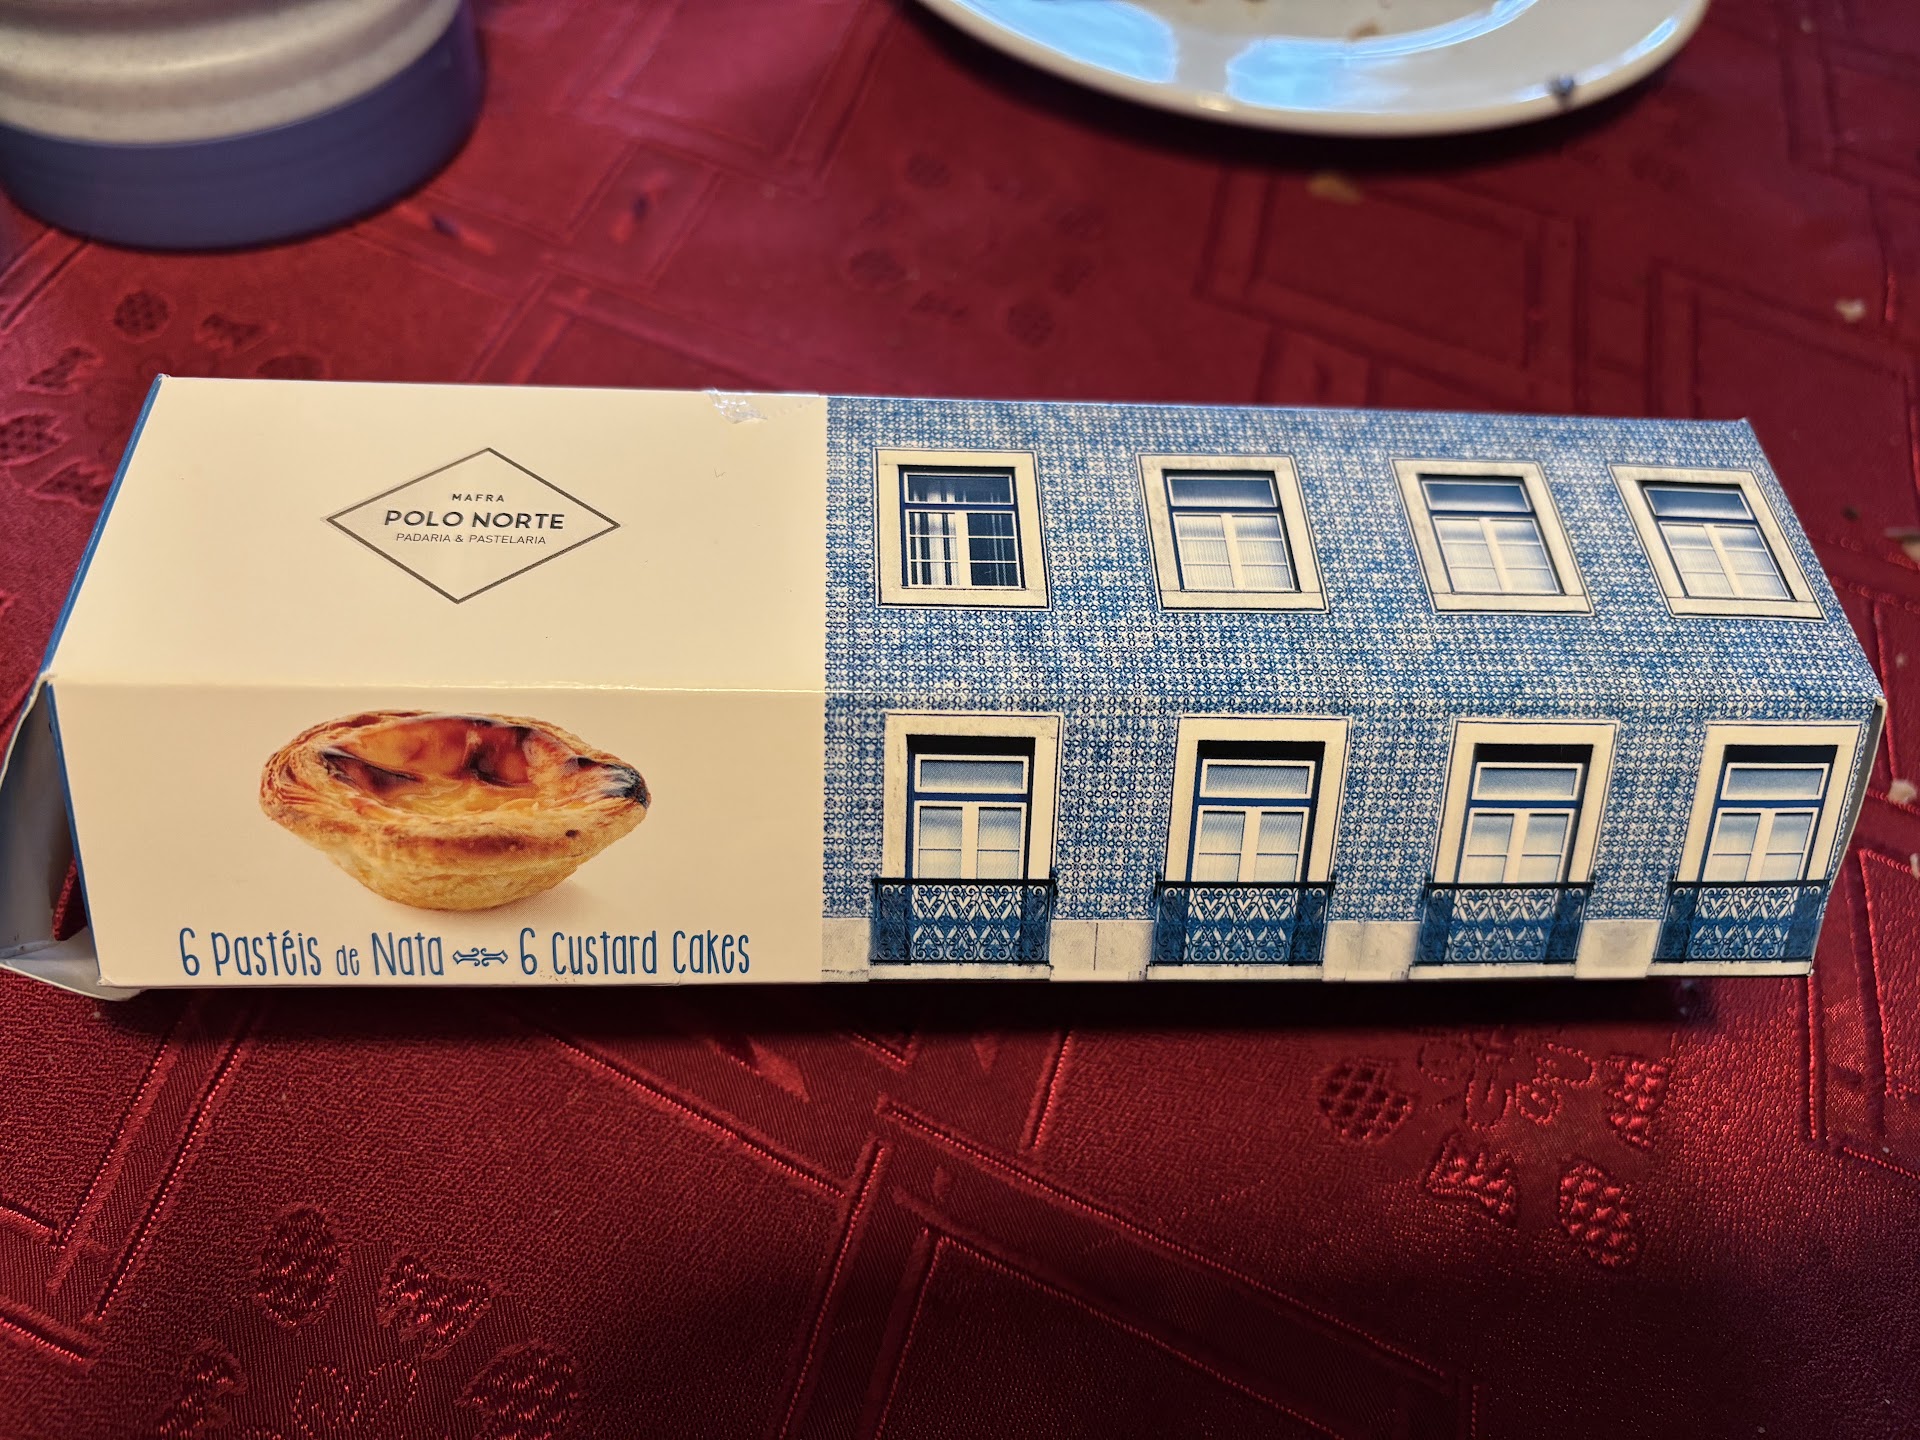 MAFRA
POLO NORTE
PADARIA & PASTELARIA
6 Pastéis de Nata 6 Custard Cakes